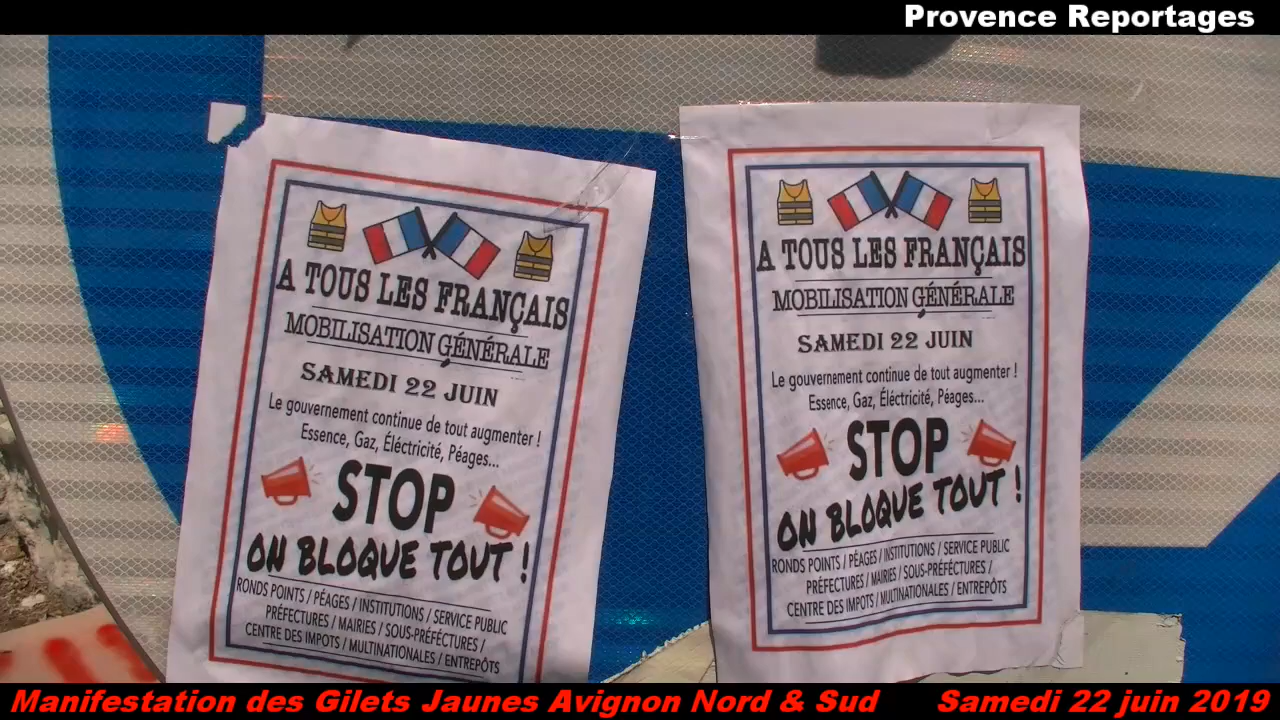 Provence Reportages
A TOUS LES FRANÇAIS
MOBILISATION GÉNÉRALE
SAMEDI 22 JUIN
Le gouvernement continue de tout augmenter !
Essence, Gaz, Éléctricité, Péages...
STOP
ON BLOQUE TOUT !
RONDS POINTS / PÉAGES / INSTITUTIONS / SERVICE PUBLIC
PRÉFECTURES / MAIRIES / SOUS-PRÉFÉCTURES /
CENTRE DES IMPOTS / MULTINATIONALES / ENTREPÔTS
A TOUS LES FRANÇAIS
MOBILISATION GÉNÉRALE
SAMEDI 22 JUIN
Le gouvernement continue de tout augmenter !
Essence, Gaz, Éléctricité, Péages...
STOP
ON BLOQUE TOUT !
RONDS POINTS / PÉAGES / INSTITUTIONS / SERVICE PUBLIC
PRÉFECTURES / MAIRIES / SOUS-PRÉFÉCTURES /
CENTRE DES IMPOTS / MULTINATIONALES / ENTREPÔTS
Manifestation des Gilets Jaunes Avignon Nord & Sud Samedi 22 juin 2019